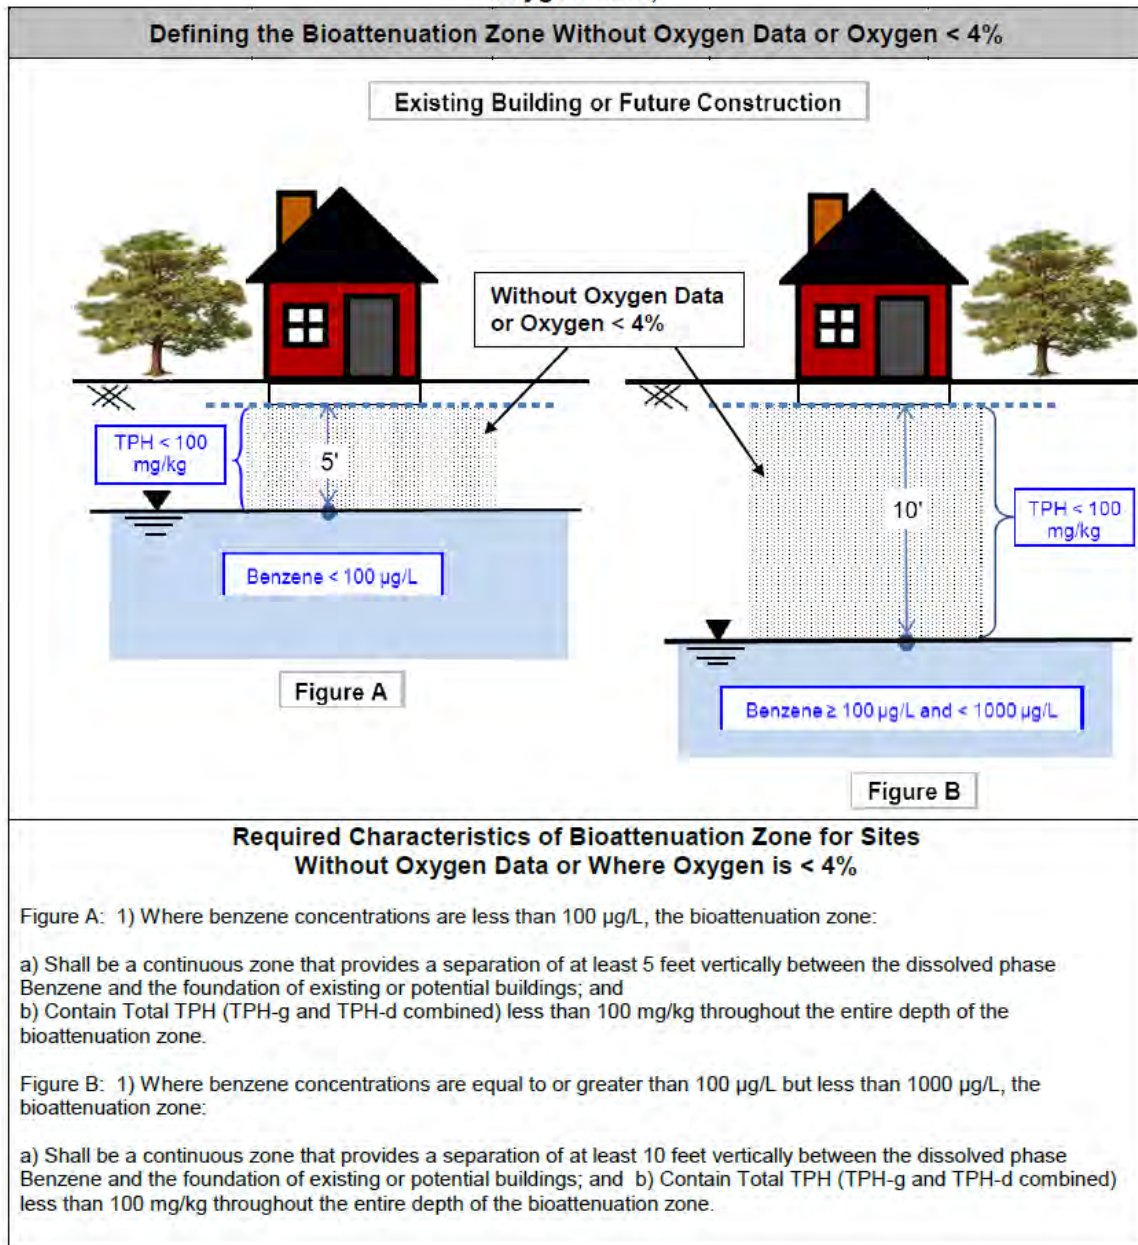 Defining the Bioattenuation Zone Without Oxygen Data or Oxygen < 4%
Existing Building or Future Construction
Without Oxygen Data
or Oxygen < 4%
TPH < 100
mg/kg
5'
Benzene < 100 µg/L
Figure A
10'
TPH < 100
mg/kg
Benzene ≥ 100 µg/L and < 1000 µg/L
Figure B
Required Characteristics of Bioattenuation Zone for Sites
Without Oxygen Data or Where Oxygen is < 4%
Figure A: 1) Where benzene concentrations are less than 100 µg/L, the bioattenuation zone:
a) Shall be a continuous zone that provides a separation of at least 5 feet vertically between the dissolved phase
Benzene and the foundation of existing or potential buildings; and
b) Contain Total TPH (TPH-g and TPH-d combined) less than 100 mg/kg throughout the entire depth of the
bioattenuation zone.
Figure B: 1) Where benzene concentrations are equal to or greater than 100 µg/L but less than 1000 µg/L, the
bioattenuation zone:
a) Shall be a continuous zone that provides a separation of at least 10 feet vertically between the dissolved phase
Benzene and the foundation of existing or potential buildings; and b) Contain Total TPH (TPH-g and TPH-d combined)
less than 100 mg/kg throughout the entire depth of the bioattenuation zone.